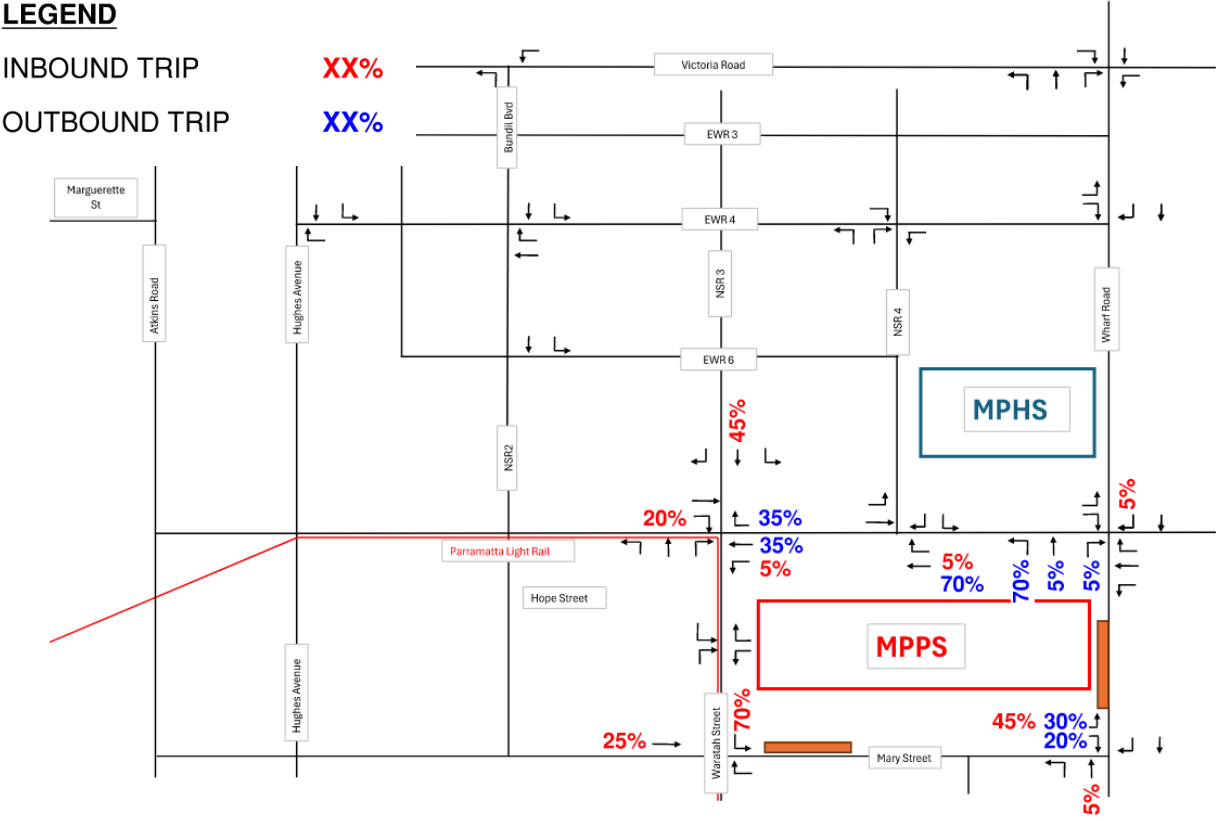 LEGEND
INBOUND TRIP XX%
OUTBOUND TRIP XX%
Victoria Road
Bundil Bvd
EWR 3
Marguerette
St
EWR 4
Atkins Road
Hughes Avenue
NSR 3
NSR 4
Wharf Road
EWR 6
MPHS
45%
NSR2
5%
20%
35%
Parramatta Light Rail
35%
5%
5%
70%
70%
5%
5%
Hope Street
MPPS
Hughes Avenue
Waratah Street
70%
45% 30%
20%
25%
Mary Street
5%